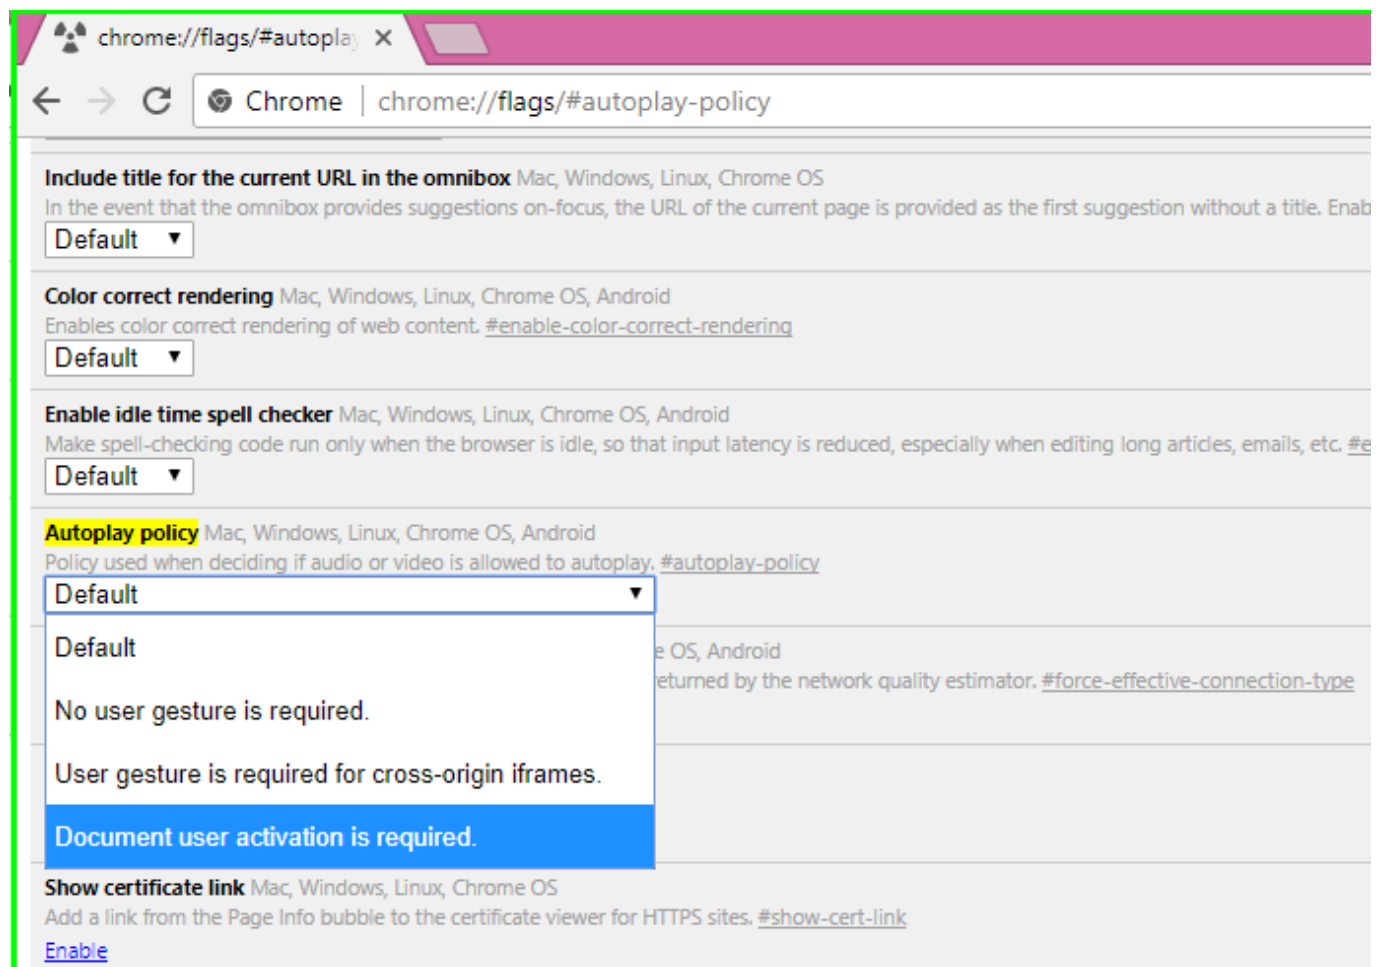 chrome://flags/#autoplay
Chrome | chrome://flags/#autoplay-policy
Include title for the current URL in the omnibox Mac, Windows, Linux, Chrome OS
In the event that the omnibox provides suggestions on-focus, the URL of the current page is provided as the first suggestion without a title. Enab
Default
Color correct rendering Mac, Windows, Linux, Chrome OS, Android
Enables color correct rendering of web content. #enable-color-correct-rendering
Default
Enable idle time spell checker Mac, Windows, Linux, Chrome OS, Android
Make spell-checking code run only when the browser is idle, so that input latency is reduced, especially when editing long articles, emails, etc. #e
Default
Autoplay policy Mac, Windows, Linux, Chrome OS, Android
Policy used when deciding if audio or video is allowed to autoplay. #autoplay-policy
Default
Default
e OS, Android
returned by the network quality estimator. #force-effective-connection-type
No user gesture is required.
User gesture is required for cross-origin iframes.
Document user activation is required.
Show certificate link Mac, Windows, Linux, Chrome OS
Add a link from the Page Info bubble to the certificate viewer for HTTPS sites. #show-cert-link
Enable